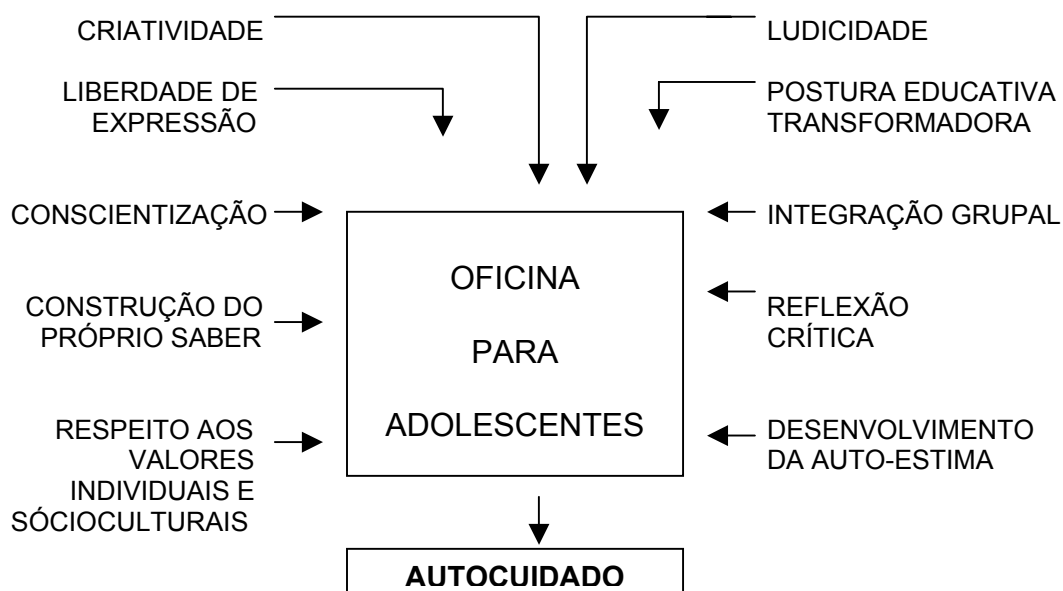 CRIATIVIDADE
LUDICIDADE
LIBERDADE DE
EXPRESSÃO
POSTURA EDUCATIVA
TRANSFORMADORA
CONSCIENTIZAÇÃO
INTEGRAÇÃO GRUPAL
CONSTRUÇÃO DO
PRÓPRIO SABER
REFLEXÃO
CRÍTICA
RESPEITO AOS
VALORES
INDIVIDUAIS E
SÓCIOCULTURAIS
DESENVOLVIMENTO
DA AUTO-ESTIMA
OFICINA
PARA
ADOLESCENTES
AUTOCUIDADO